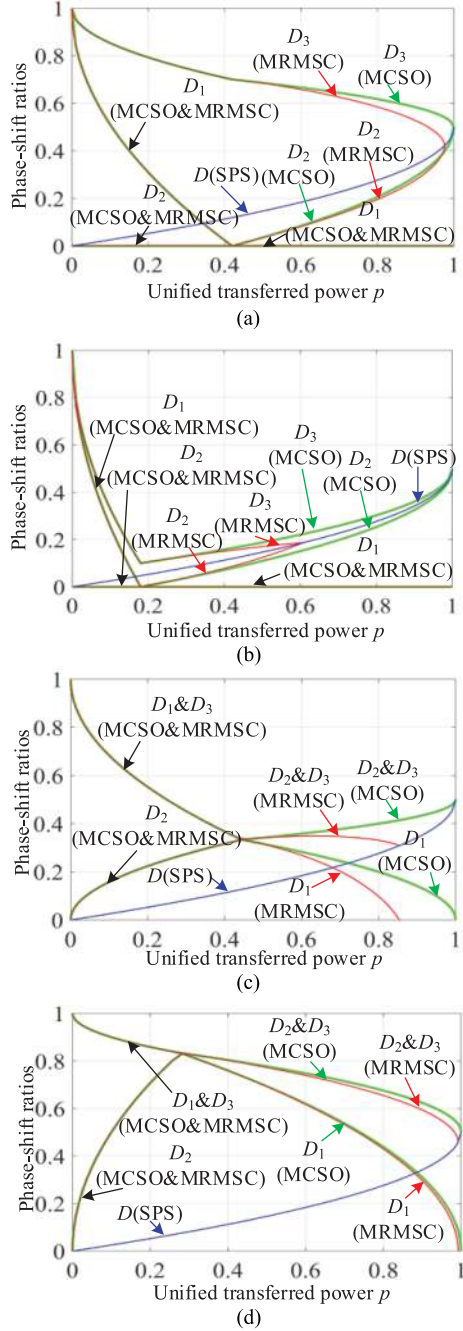 1
0.8
0.6
0.4
0.2
0
0
0.2
0.4
0.6
0.8
1
Phase-shift ratios
D3
(MRMSC)
D3
(MCSO)
D1
(MCSO&MRMSC)
D2
(MRMSC)
D2
(MCSO)
D(SPS)
D2
(MCSO&MRMSC)
D1
(MCSO&MRMSC)
Unified transferred power p
(a)
1
0.8
0.6
0.4
0.2
0
0
0.2
0.4
0.6
0.8
1
Phase-shift ratios
D1
(MCSO&MRMSC)
D2
(MCSO&MRMSC)
D3
(MCSO)
D2
(MCSO)
D(SPS)
D3
(MRMSC)
D2
(MRMSC)
D1
(MCSO&MRMSC)
Unified transferred power p
(b)
1
0.8
0.6
0.4
0.2
0
0
0.2
0.4
0.6
0.8
1
Phase-shift ratios
D1&D3
(MCSO&MRMSC)
D2&D3
(MRMSC)
D2&D3
(MCSO)
D2
(MCSO&MRMSC)
D(SPS)
D1
(MCSO)
D1
(MRMSC)
Unified transferred power p
(c)
1
0.8
0.6
0.4
0.2
0
0
0.2
0.4
0.6
0.8
1
Phase-shift ratios
D2&D3
(MCSO)
D2&D3
(MRMSC)
D1&D3
(MCSO&MRMSC)
D2
(MCSO&MRMSC)
D1
(MCSO)
D(SPS)
D1
(MRMSC)
Unified transferred power p
(d)